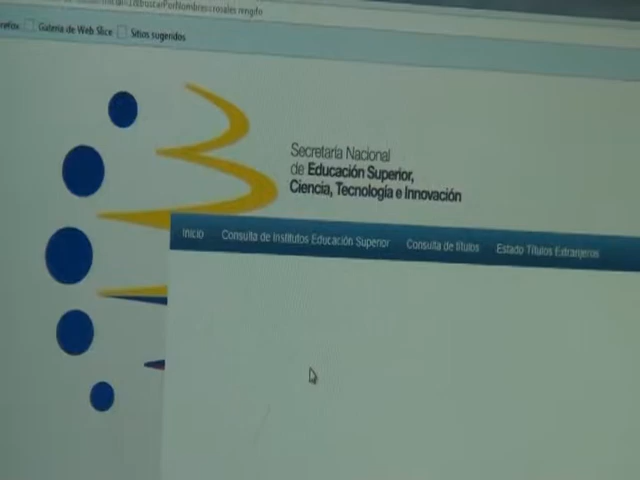 Galería de Web Slice
Sitios sugeridos
Secretaría Nacional
de Educación Superior,
Ciencia, Tecnología e Innovación
Inicio
Consulta de Institutos Educación Superior
Consulta de títulos
Estado Títulos Extranjeros